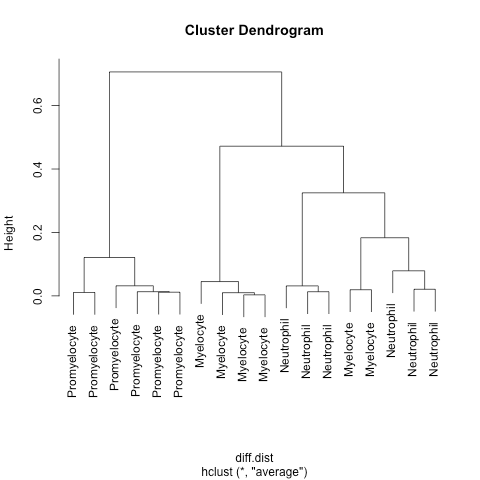 Cluster Dendrogram
Height
0.6
0.4
0.2
0.0
Promyelocyte
Promyelocyte
Promyelocyte
Promyelocyte
Promyelocyte
Promyelocyte
Myelocyte
Myelocyte
Myelocyte
Myelocyte
Neutrophil
Neutrophil
Neutrophil
Myelocyte
Myelocyte
Neutrophil
Neutrophil
Neutrophil
diff.dist
hclust (*, "average")